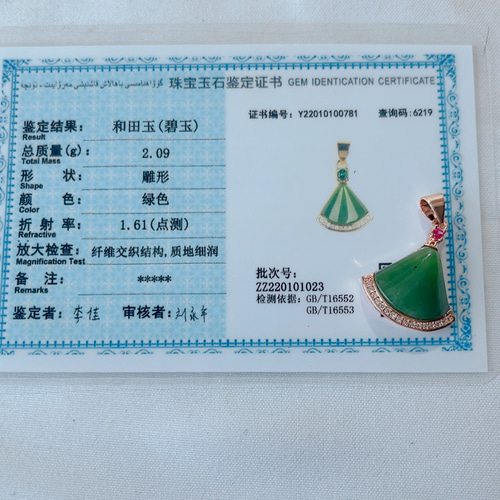 珠宝玉石鉴定证书 GEM IDENTICATION CERTIFICATE
证书编号: Y22010100781 查询码:6219
鉴定结果: 和田玉(碧玉)
Result
总质量(g): 2.09
Total Mass
形 状: 雕形
Shape
颜 色: 绿色
Color
折 射 率: 1.61(点测)
Refractive
放大检查: 纤维交织结构,质地细润
Magnification Test
备 注: *****
Remarks
鉴定者: 李佳 审核者:
批次号:
ZZ220101023
检测依据: GB/T16552
GB/T16553